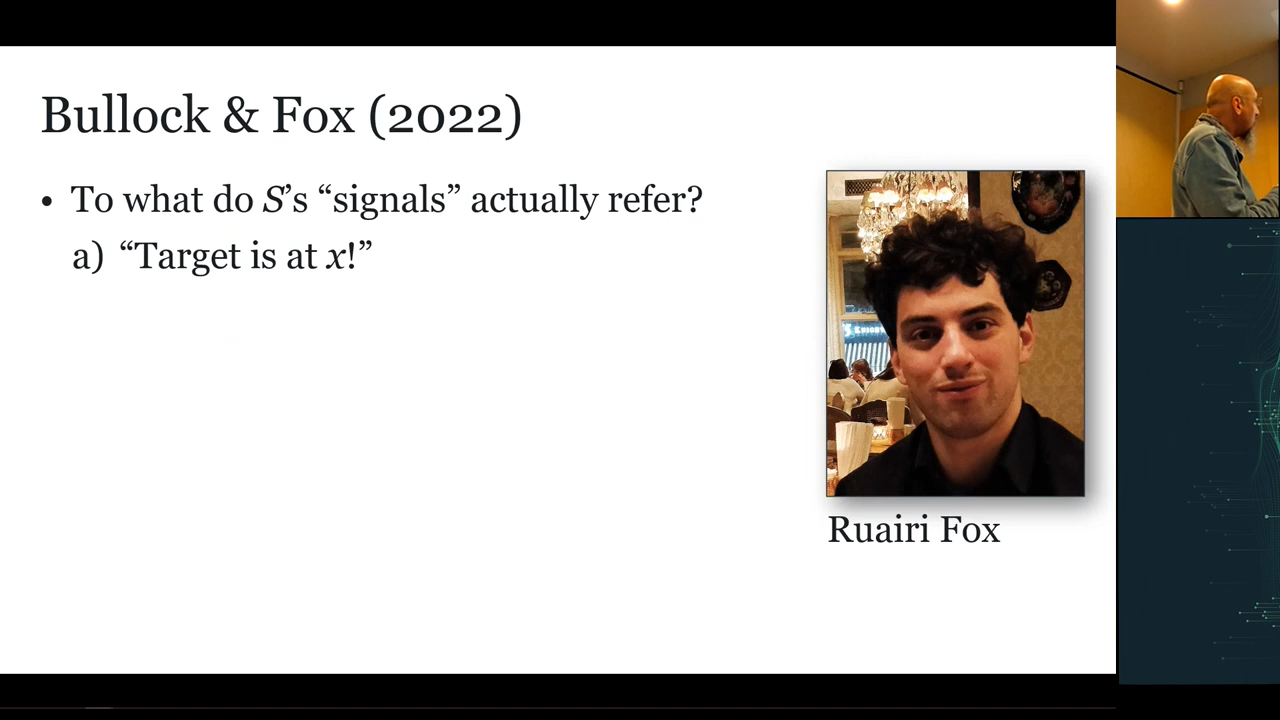 Bullock & Fox (2022)
• To what do S’s “signals” actually refer?
a) “Target is at x!”
Ruairi Fox